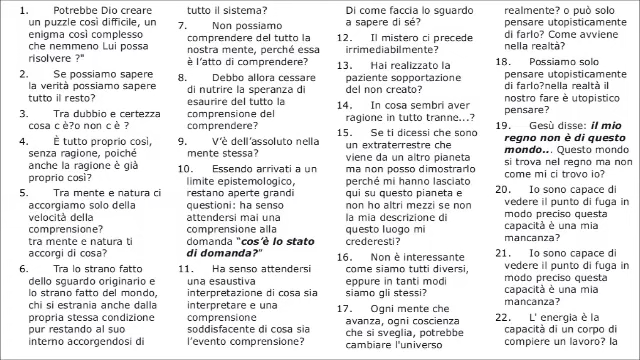 1. Potrebbe Dio creare
un puzzle così difficile, un
enigma così complesso
che nemmeno Lui possa
risolvere ?"
2. Se possiamo sapere
la verità possiamo sapere
tutto il resto?
3. Tra dubbio e certezza
cosa c è?o non c è ?
4. È tutto proprio così,
senza ragione, poiché
anche la ragione è già
proprio così?
5. Tra mente e natura ci
accorgiamo solo della
velocità della
comprensione?
tra mente e natura ti
accorgi di cosa?
6. Tra lo strano fatto
dello sguardo originario e
lo strano fatto del mondo,
chi si estrania anche dalla
propria stessa condizione
pur restando al suo
interno accorgendosi di
tutto il sistema?
7. Non possiamo
comprendere del tutto la
nostra mente, perché essa
è l’atto di comprendere?
8. Debbo allora cessare
di nutrire la speranza di
esaurire del tutto la
comprensione del
comprendere?
9. V’è dell’assoluto nella
mente stessa?
10. Essendo arrivati a un
limite epistemologico,
restano aperte grandi
questioni: ha senso
attendersi mai una
comprensione alla
domanda "cos’è lo stato
di domanda?"
11. Ha senso attendersi
una esaustiva
interpretazione di cosa sia
interpretare e una
comprensione
soddisfacente di cosa sia
l’evento comprensione?
Di come faccia lo sguardo
a sapere di sé?
12. Il mistero ci precede
irrimediabilmente?
13. Hai realizzato la
paziente sopportazione
del non creato?
14. In cosa sembri aver
ragione in tutto tranne...?
15. Se ti dicessi che sono
un extraterrestre che
viene da un altro pianeta
ma non posso dimostrarlo
perché mi hanno lasciato
qui su questo pianeta e
non ho altri mezzi se non
la mia descrizione di
questo luogo mi
crederesti?
16. Non è interessante
come siamo tutti diversi,
eppure in tanti modi
siamo gli stessi?
17. Ogni mente che
avanza, ogni coscienza
che si sveglia, potrebbe
cambiare l'universo
realmente? o può solo
pensare utopisticamente
di farlo? Come avviene
nella realtà?
18. Possiamo solo
pensare utopisticamente
di farlo?nella realtà il
nostro fare è utopistico
pensare?
19. Gesù disse: il mio
regno non è di questo
mondo... Questo mondo
si trova nel regno ma non
come mi ci trovo io?
20. Io sono capace di
vedere il punto di fuga in
modo preciso questa
capacità è una mia
mancanza?
21. Io sono capace di
vedere il punto di fuga in
modo preciso questa
capacità è una mia
mancanza?
22. L' energia è la
capacità di un corpo di
compiere un lavoro? la